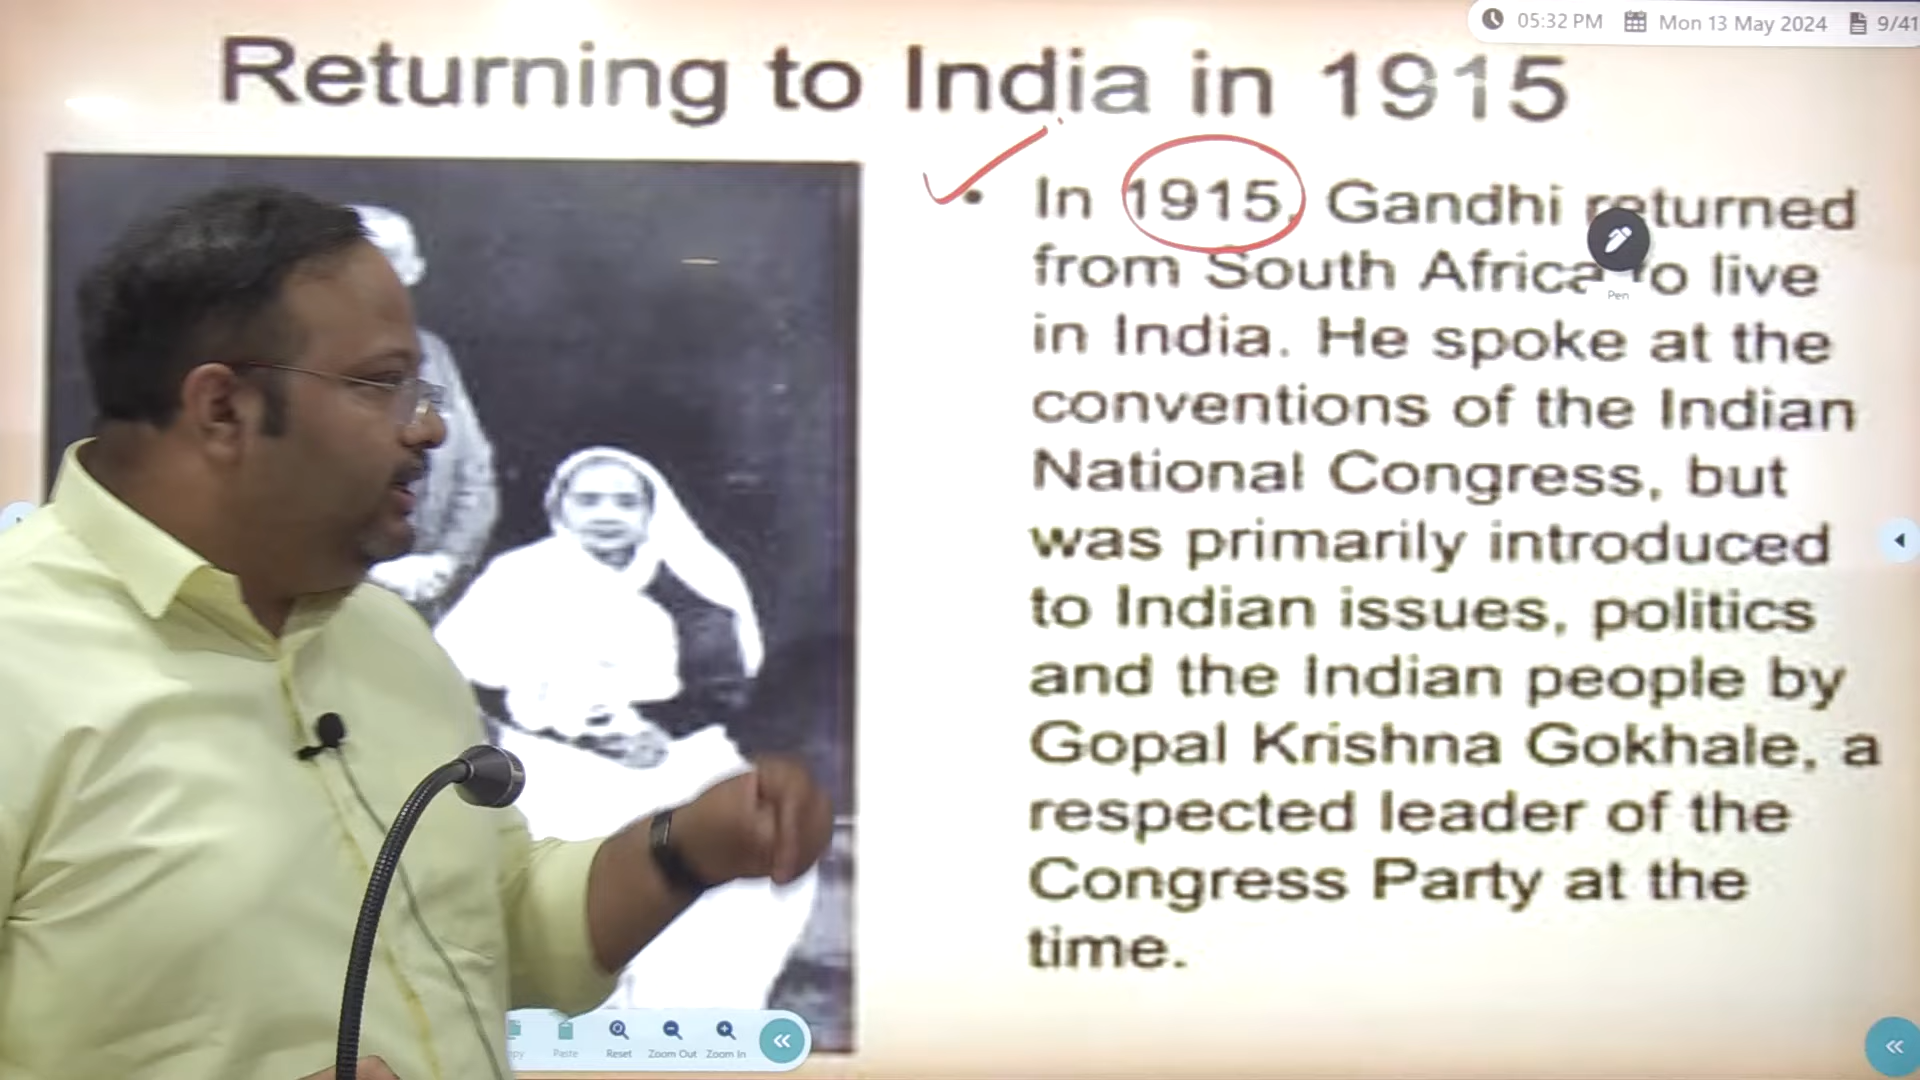 05:32 PM Mon 13 May 2024 9/41
Returning to India in 1915
• In 1915, Gandhi returned
from South Africa to live
in India. He spoke at the
conventions of the Indian
National Congress, but
was primarily introduced
to Indian issues, politics
and the Indian people by
Gopal Krishna Gokhale, a
respected leader of the
Congress Party at the
time.
Pen
Paste Reset Zoom Out Zoom In